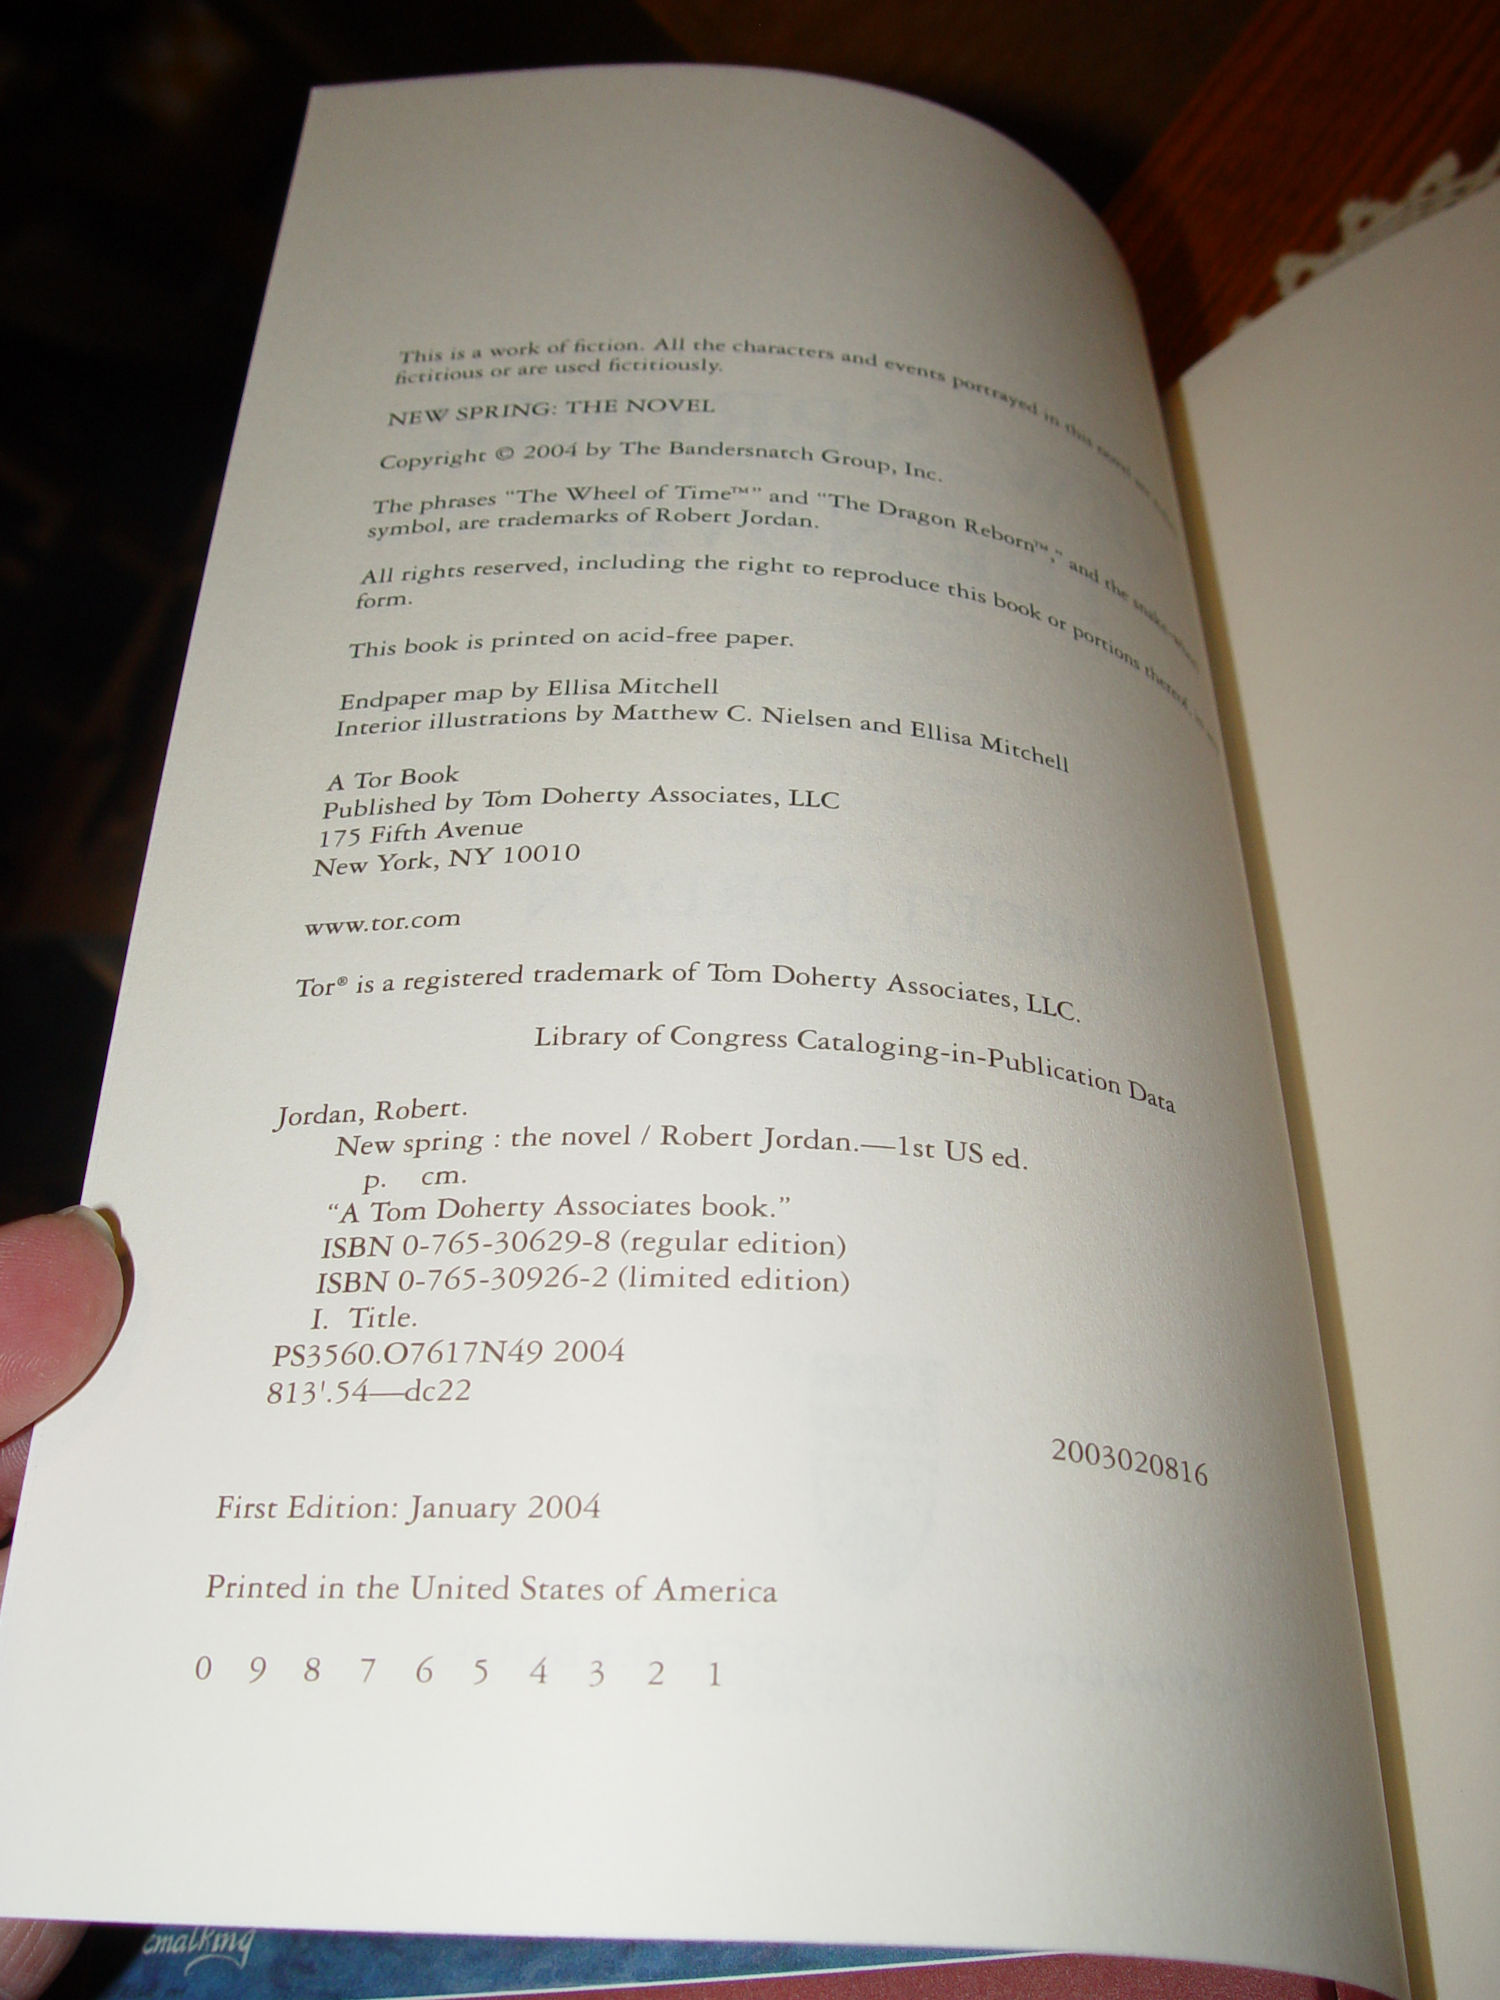 This is a work of fiction. All the characters and events portrayed in this novel are
fictitious or are used fictitiously.
NEW SPRING: THE NOVEL
Copyright © 2004 by The Bandersnatch Group, Inc.
The phrases “The Wheel of Time™” and “The Dragon Reborn™,” and the snake-wheel
symbol, are trademarks of Robert Jordan.
All rights reserved, including the right to reproduce this book or portions thereof, in
form.
This book is printed on acid-free paper.
Endpaper map by Ellisa Mitchell
Interior illustrations by Matthew C. Nielsen and Ellisa Mitchell
A Tor Book
Published by Tom Doherty Associates, LLC
175 Fifth Avenue
New York, NY 10010
www.tor.com
Tor® is a registered trademark of Tom Doherty Associates, LLC.
Library of Congress Cataloging-in-Publication Data
Jordan, Robert.
New spring : the novel / Robert Jordan.—1st US ed.
p. cm.
“A Tom Doherty Associates book.”
ISBN 0-765-30629-8 (regular edition)
ISBN 0-765-30926-2 (limited edition)
I. Title.
PS3560.O7617N49 2004
813'.54—dc22
2003020816
First Edition: January 2004
Printed in the United States of America
0 9 8 7 6 5 4 3 2 1